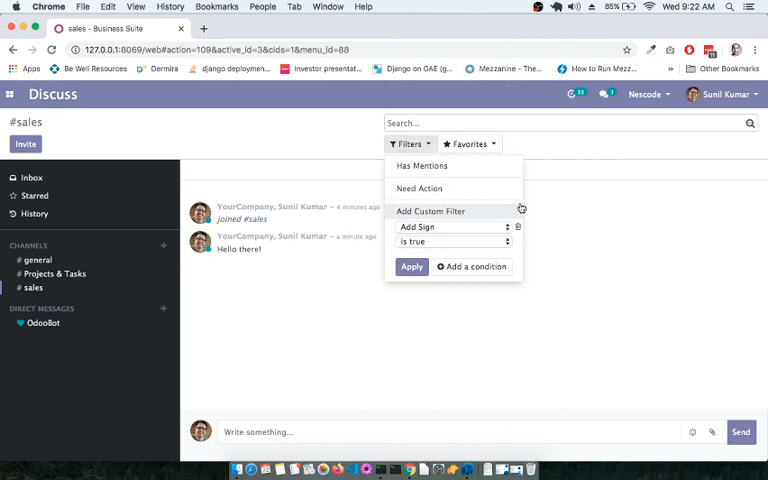 Chrome File Edit View History Bookmarks People Tab Window Help 85% Wed 9:22 AM
sales - Business Suite
127.0.0.1:8069/web#action=109&active_id=3&cids=1&menu_id=88
Apps Be Well Resources Dermira django deploymen... Investor presentat... Django on GAE (g... Mezzanine - The... How to Run Mezz... » Other Bookmarks
Discuss 33 1 Nescode Sunil Kumar
#sales
Search...
Invite
Filters Favorites
Has Mentions
Need Action
Add Custom Filter
Add Sign
is true
Apply Add a condition
Inbox
Starred
History
CHANNELS
# general
# Projects & Tasks
# sales
DIRECT MESSAGES
OdooBot
YourCompany, Sunil Kumar - 4 minutes ago
joined #sales
YourCompany, Sunil Kumar - a minute ago
Hello there!
Write something...
Send